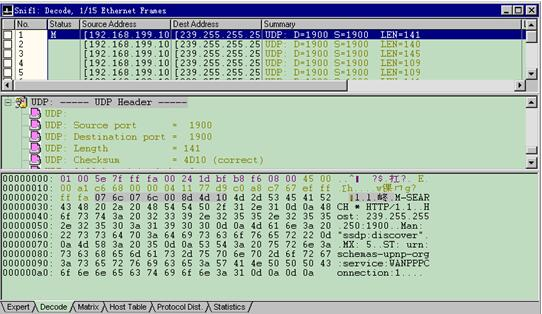 Snif1: Decode, 1/15 Ethernet Frames
No. Status Source Address Dest Address Summary
1 M [192.168.199.10 [239.255.255.25 UDP: D=1900 S=1900 LEN=141
2 [192.168.199.10 [239.255.255.25 UDP: D=1900 S=1900 LEN=140
3 [192.168.199.10 [239.255.255.25 UDP: D=1900 S=1900 LEN=145
4 [192.168.199.10 [239.255.255.25 UDP: D=1900 S=1900 LEN=109
5 [192.168.199.10 [239.255.255.25 UDP: D=1900 S=1900 LEN=109
UDP: ----- UDP Header -----
UDP:
UDP: Source port = 1900
UDP: Destination port = 1900
UDP: Length = 141
UDP: Checksum = 4D10 (correct)
00000000: 01 00 5e 7f ff fa 00 24 1d bf b8 f6 08 00 45 00
00000010: 00 a1 c6 68 00 00 04 11 77 d9 c0 a8 c7 67 ef ff
00000020: ff fa 07 6c 07 6c 00 8d 4d 10 4d 2d 53 45 41 52 M-SEAR
00000030: 43 48 20 2a 20 48 54 54 50 2f 31 2e 31 0d 0a 48 CH * HTTP/1.1..H
00000040: 6f 73 74 3a 20 32 33 39 2e 32 35 35 2e 32 35 35 ost: 239.255.255
00000050: 2e 32 35 30 3a 31 39 30 30 0d 0a 4d 61 6e 3a 20 .250:1900..Man:
00000060: 22 73 73 64 70 3a 64 69 73 63 6f 76 65 72 22 0d "ssdp:discover".
00000070: 0a 4d 58 3a 20 35 0d 0a 53 54 3a 20 75 72 6e 3a .MX: 5..ST: urn:
00000080: 73 63 68 65 6d 61 2d 75 70 6e 70 2d 6f 72 67 schemas-upnp-org
00000090: 3a 73 65 72 76 69 63 65 3a 57 41 4e 50 50 50 43 :service:WANPPPC
000000a0: 6f 6e 6e 65 63 74 69 6f 6e 3a 31 0d 0a 0d 0a onnection:1....
Expert Decode Matrix Host Table Protocol Dist. Statistics